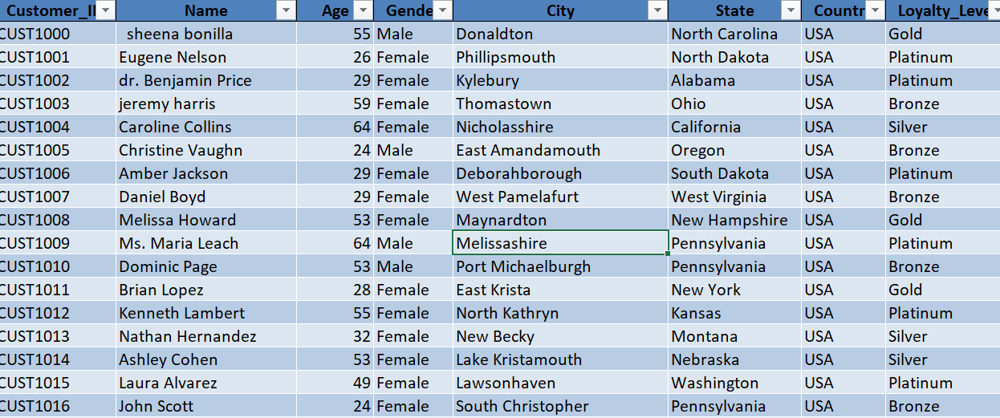 Customer_I Name Age Gende City State Countr Loyalty_Leve
CUST1000 sheena bonilla 55 Male Donaldton North Carolina USA Gold
CUST1001 Eugene Nelson 26 Female Phillipsmouth North Dakota USA Platinum
CUST1002 dr. Benjamin Price 29 Female Kylebury Alabama USA Platinum
CUST1003 jeremy harris 59 Female Thomastown Ohio USA Bronze
CUST1004 Caroline Collins 64 Female Nicholasshire California USA Silver
CUST1005 Christine Vaughn 24 Male East Amandamouth Oregon USA Bronze
CUST1006 Amber Jackson 29 Female Deborahborough South Dakota USA Platinum
CUST1007 Daniel Boyd 29 Female West Pamelafurt West Virginia USA Bronze
CUST1008 Melissa Howard 53 Female Maynardton New Hampshire USA Gold
CUST1009 Ms. Maria Leach 64 Male Melissashire Pennsylvania USA Platinum
CUST1010 Dominic Page 53 Male Port Michaelburgh Pennsylvania USA Bronze
CUST1011 Brian Lopez 28 Female East Krista New York USA Gold
CUST1012 Kenneth Lambert 55 Female North Kathryn Kansas USA Platinum
CUST1013 Nathan Hernandez 32 Female New Becky Montana USA Silver
CUST1014 Ashley Cohen 53 Female Lake Kristamouth Nebraska USA Silver
CUST1015 Laura Alvarez 49 Female Lawsonhaven Washington USA Platinum
CUST1016 John Scott 24 Female South Christopher Pennsylvania USA Bronze